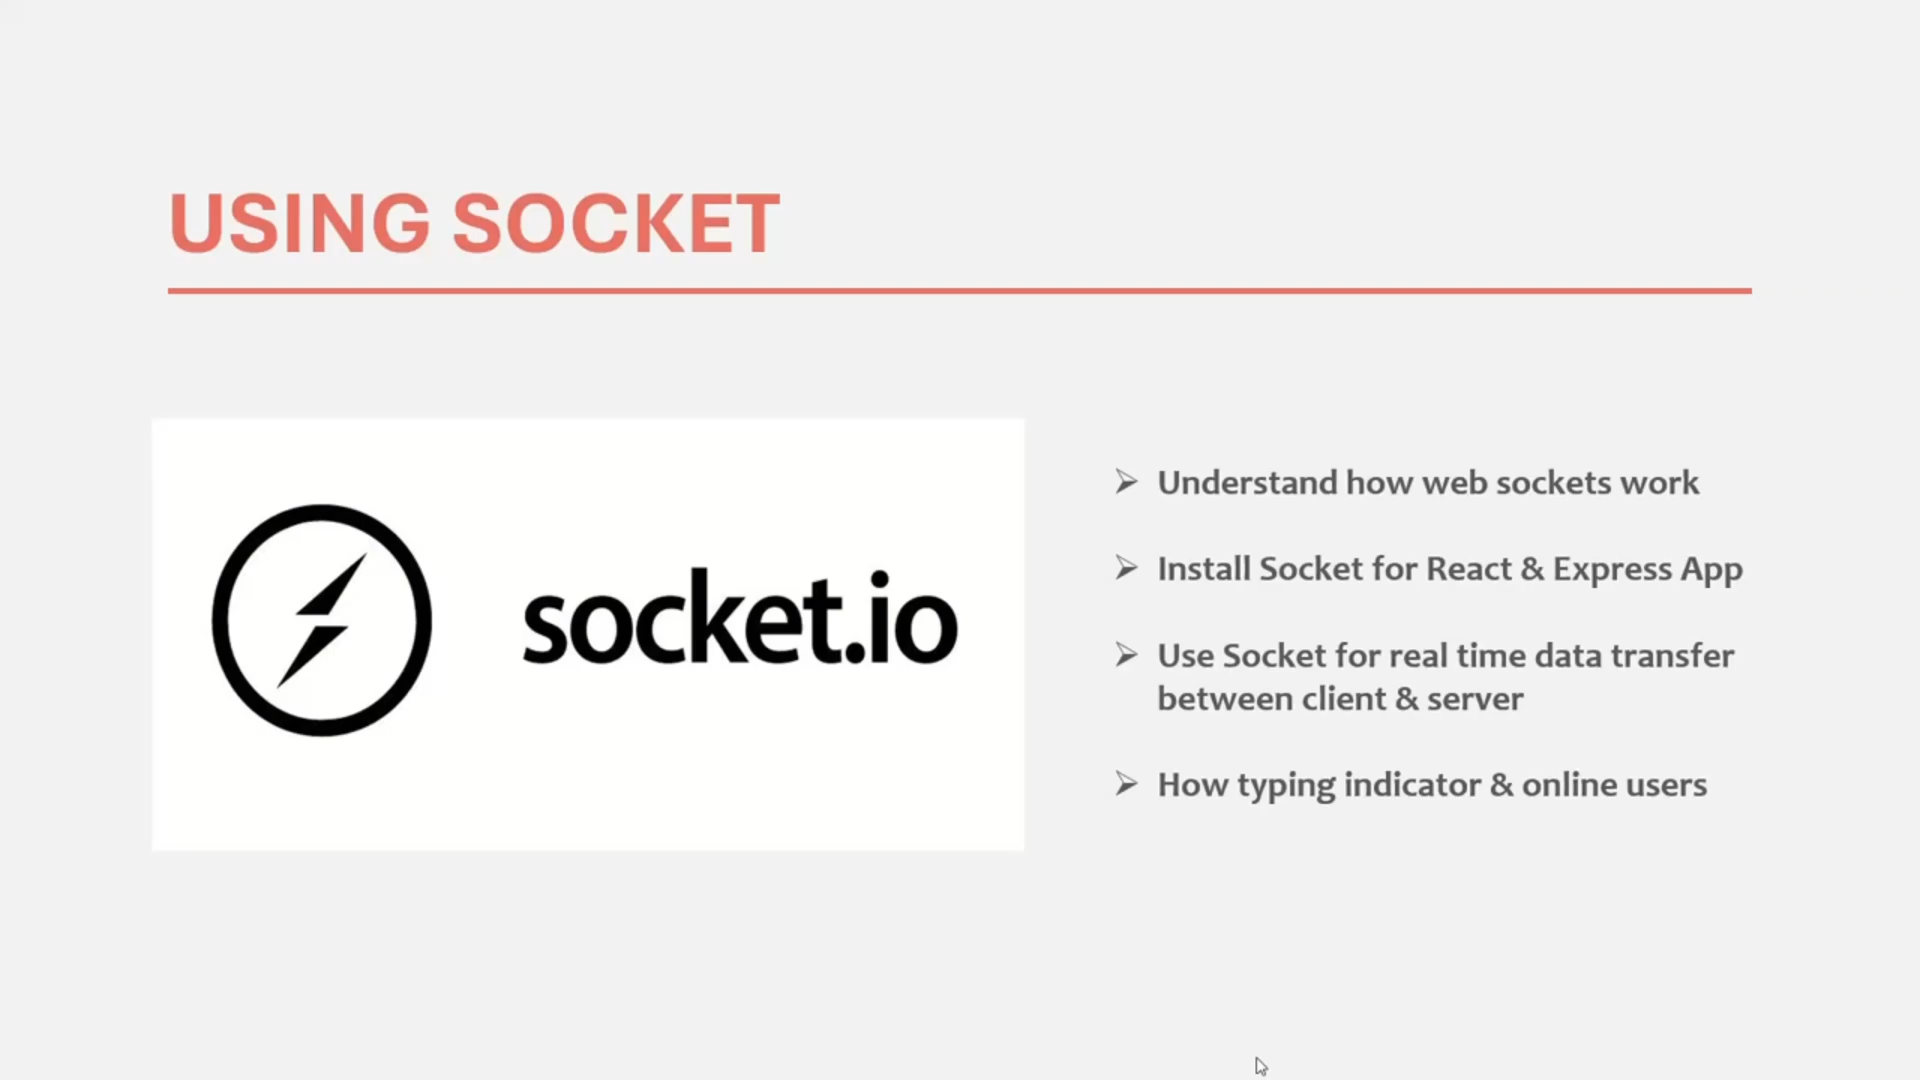 USING SOCKET
socket.io
Understand how web sockets work
Install Socket for React & Express App
Use Socket for real time data transfer
between client & server
How typing indicator & online users